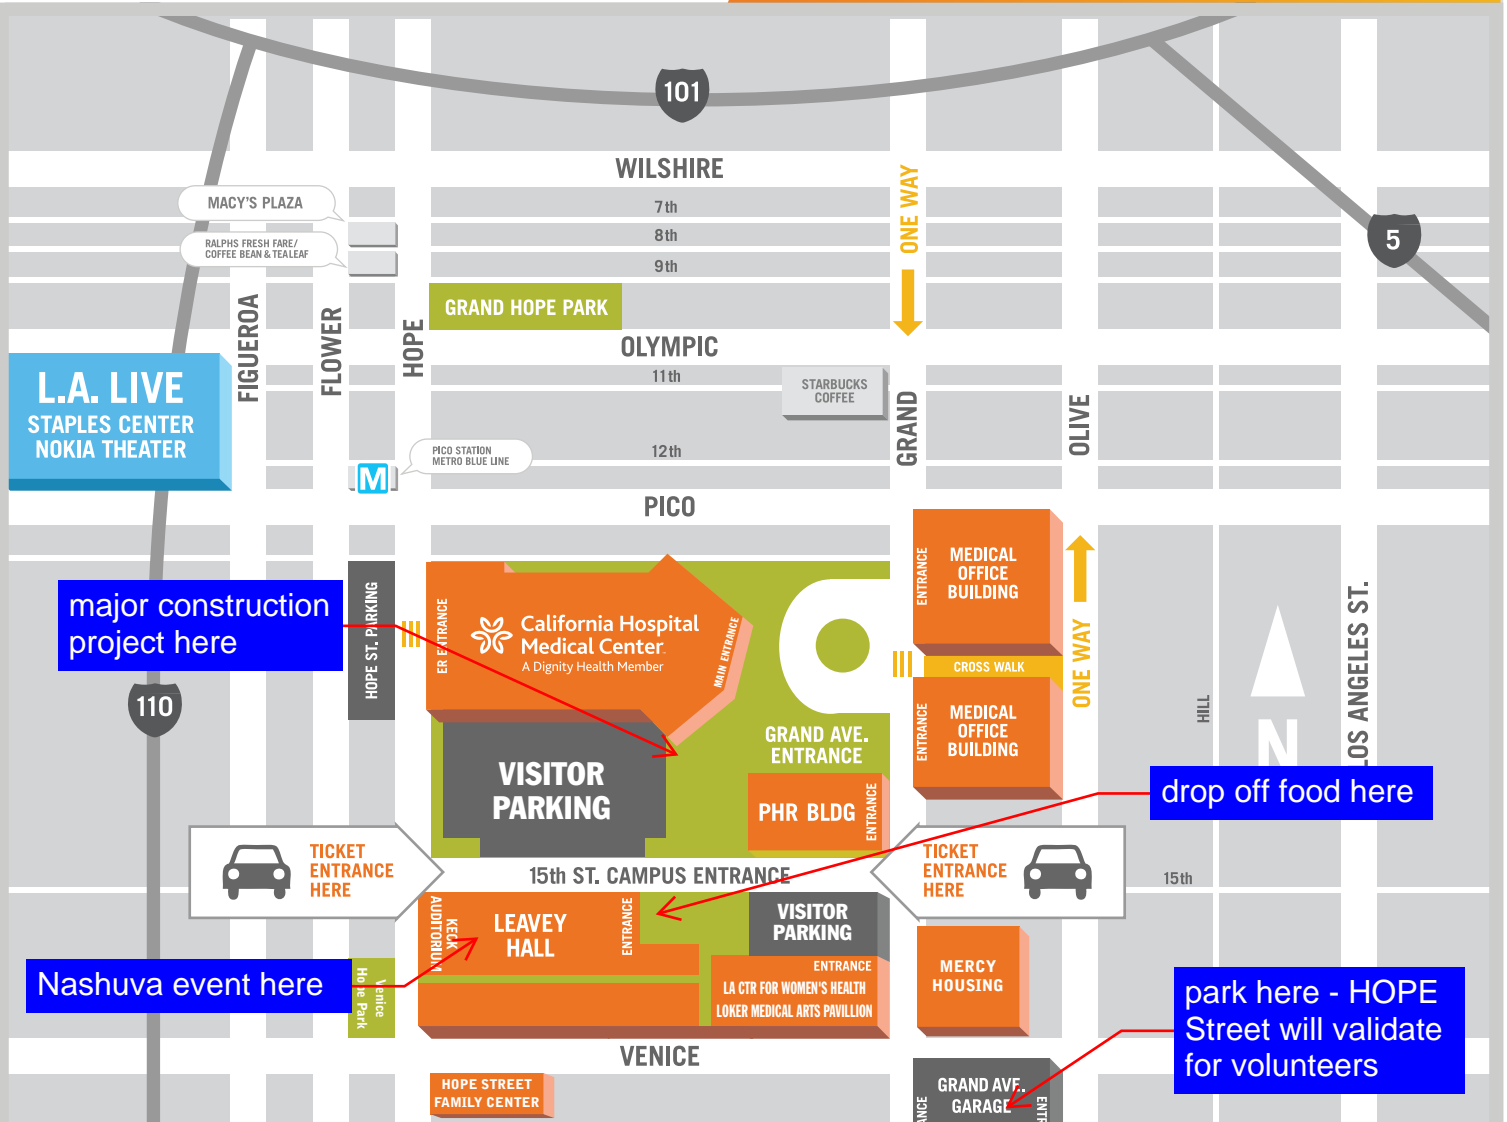 101
WILSHIRE
ONE WAY
MACY'S PLAZA
7th
8th
RALPHS FRESH FARE/
COFFEE BEAN & TEALEAF
9th
5
GRAND HOPE PARK
FIGUEROA
FLOWER
HOPE
OLYMPIC
L.A. LIVE
STAPLES CENTER
NOKIA THEATER
11th
STARBUCKS
COFFEE
GRAND
OLIVE
12th
PICO STATION
METRO BLUE LINE
M
PICO
ENTRANCE
MEDICAL
OFFICE
BUILDING
major construction
project here
HOPE ST. PARKING
ER ENTRANCE
California Hospital
Medical Center
A Dignity Health Member
MAIN ENTRANCE
CROSS WALK
ONE WAY
LOS ANGELES ST.
HILL
N
110
ENTRANCE
MEDICAL
OFFICE
BUILDING
GRAND AVE.
ENTRANCE
VISITOR
PARKING
PHR BLDG
ENTRANCE
drop off food here
TICKET
ENTRANCE
HERE
15th ST. CAMPUS ENTRANCE
TICKET
ENTRANCE
HERE
15th
KECK
AUDITORIUM
LEAVEY
HALL
ENTRANCE
VISITOR
PARKING
Nashuva event here
Venice
Hope Park
ENTRANCE
LA CTR FOR WOMEN'S HEALTH
LOKER MEDICAL ARTS PAVILLION
MERCY
HOUSING
park here - HOPE
Street will validate
for volunteers
VENICE
HOPE STREET
FAMILY CENTER
GRAND AVE.
GARAGE